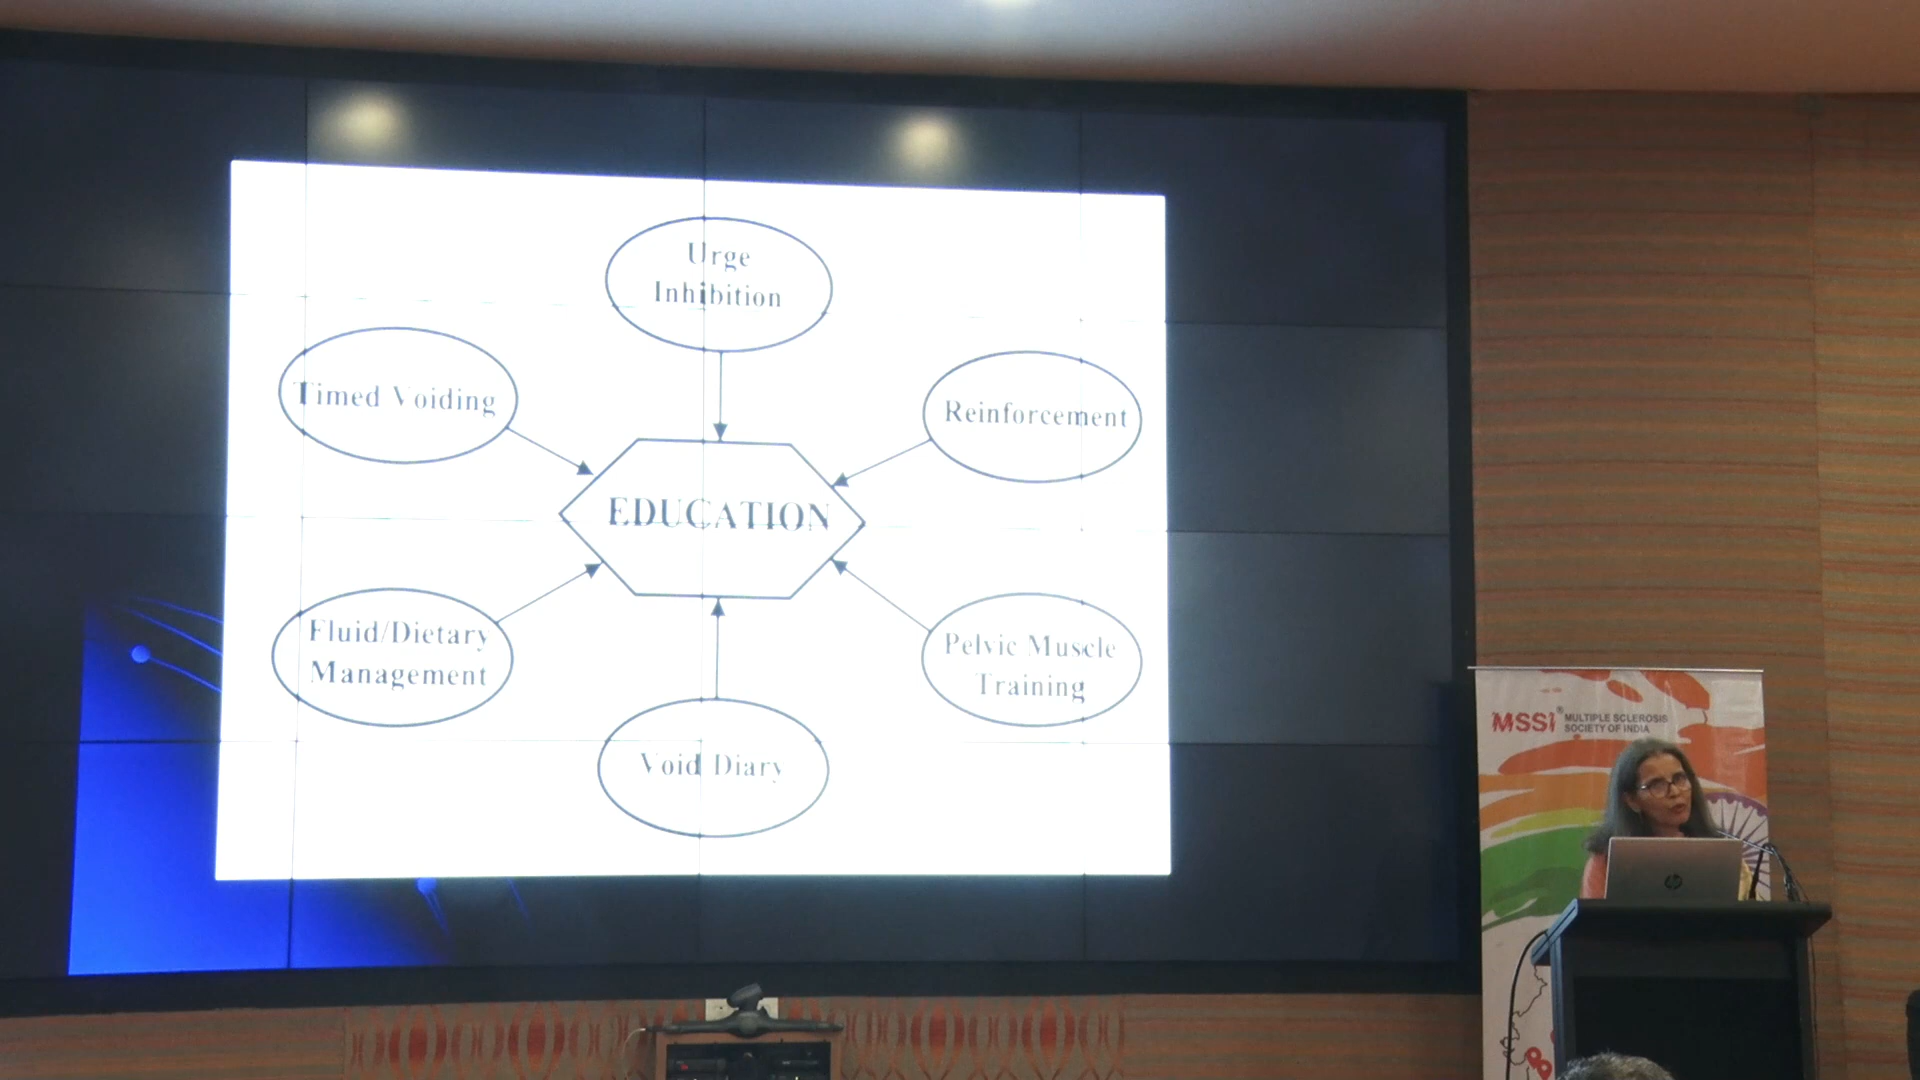 Urge
Inhibition
Timed Voiding
Reinforcement
EDUCATION
Fluid/Dietary
Management
Pelvic Muscle
Training
Void Diary
MSSI® MULTIPLE SCLEROSIS
SOCIETY OF INDIA
hp